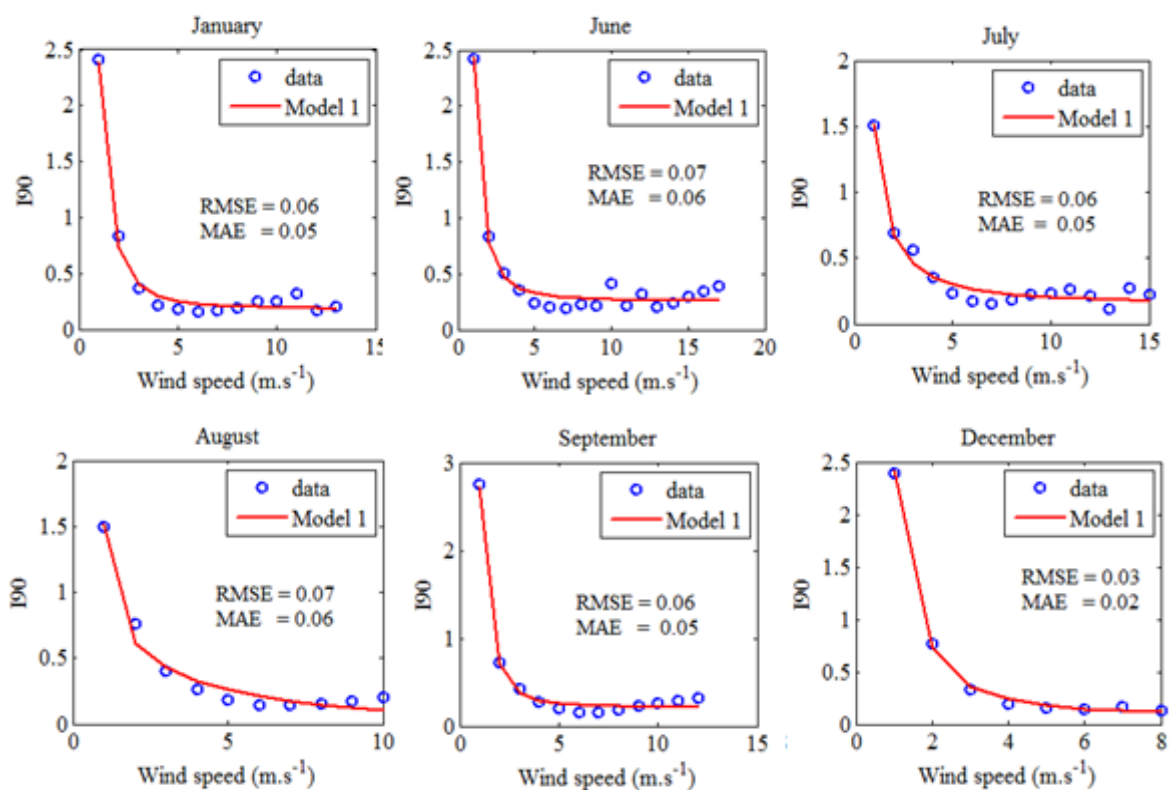 January
2.5
2
1.5
1
0.5
0
0 5 10 15
I90
Wind speed (m.s⁻¹)
data
Model 1
RMSE = 0.06
MAE = 0.05
June
2.5
2
1.5
1
0.5
0
0 5 10 15 20
I90
Wind speed (m.s⁻¹)
data
Model 1
RMSE = 0.07
MAE = 0.06
July
2
1.5
1
0.5
0
0 5 10 15
I90
Wind speed (m.s⁻¹)
data
Model 1
RMSE = 0.06
MAE = 0.05
August
2
1.5
1
0.5
0
0 5 10
I90
Wind speed (m.s⁻¹)
data
Model 1
RMSE = 0.07
MAE = 0.06
September
3
2
1
0
0 5 10 15
I90
Wind speed (m.s⁻¹)
data
Model 1
RMSE = 0.06
MAE = 0.05
December
2.5
2
1.5
1
0.5
0
0 2 4 6 8
I90
Wind speed (m.s⁻¹)
data
Model 1
RMSE = 0.03
MAE = 0.02